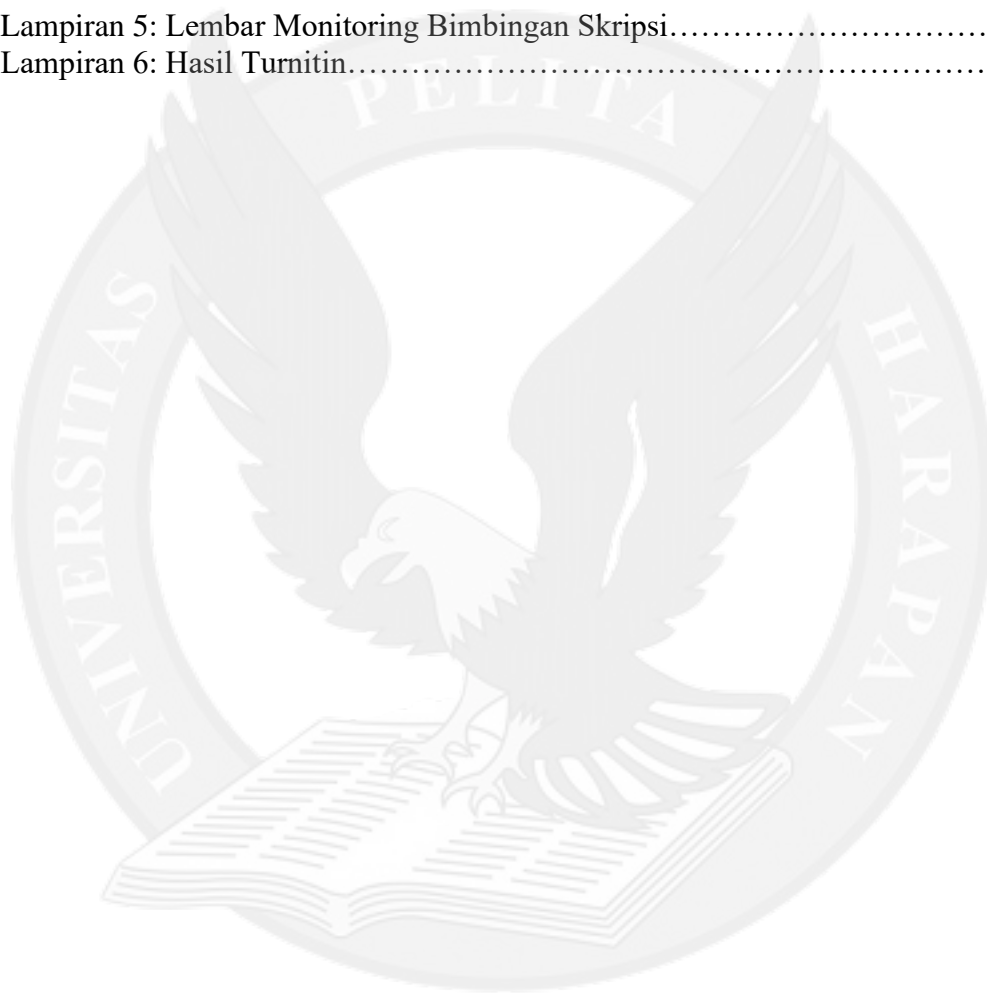 Lampiran 5: Lembar Monitoring Bimbingan Skripsi…………………………
Lampiran 6: Hasil Turnitin……………………………………………………
UNIVERSITAS PELITA HARAPAN